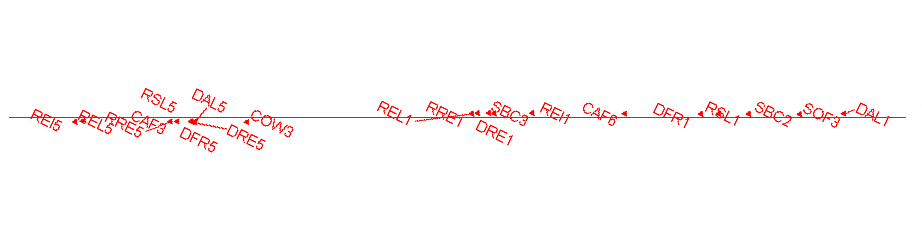 REI5
REL5
RRE5
CAF3
RSL5
DAL5
DFR5
DRE5
COW3
REL1
RRE1
DRE1
SBC3
REI1
CAF6
DFR1
RSL1
SBC2
SOF3
DAL1